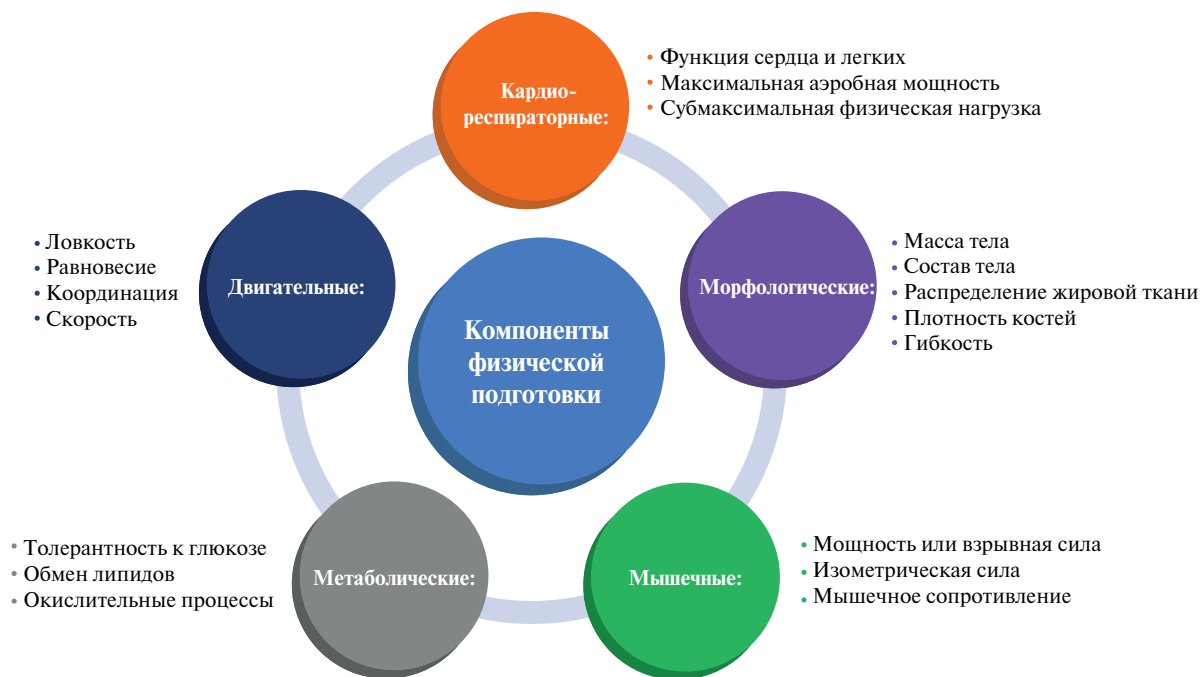 Кардио-
респираторные:
• Функция сердца и легких
• Максимальная аэробная мощность
• Субмаксимальная физическая нагрузка
Морфологические:
• Масса тела
• Состав тела
• Распределение жировой ткани
• Плотность костей
• Гибкость
Мышечные:
• Мощность или взрывная сила
• Изометрическая сила
• Мышечное сопротивление
Метаболические:
• Толерантность к глюкозе
• Обмен липидов
• Окислительные процессы
Двигательные:
• Ловкость
• Равновесие
• Координация
• Скорость
Компоненты
физической
подготовки